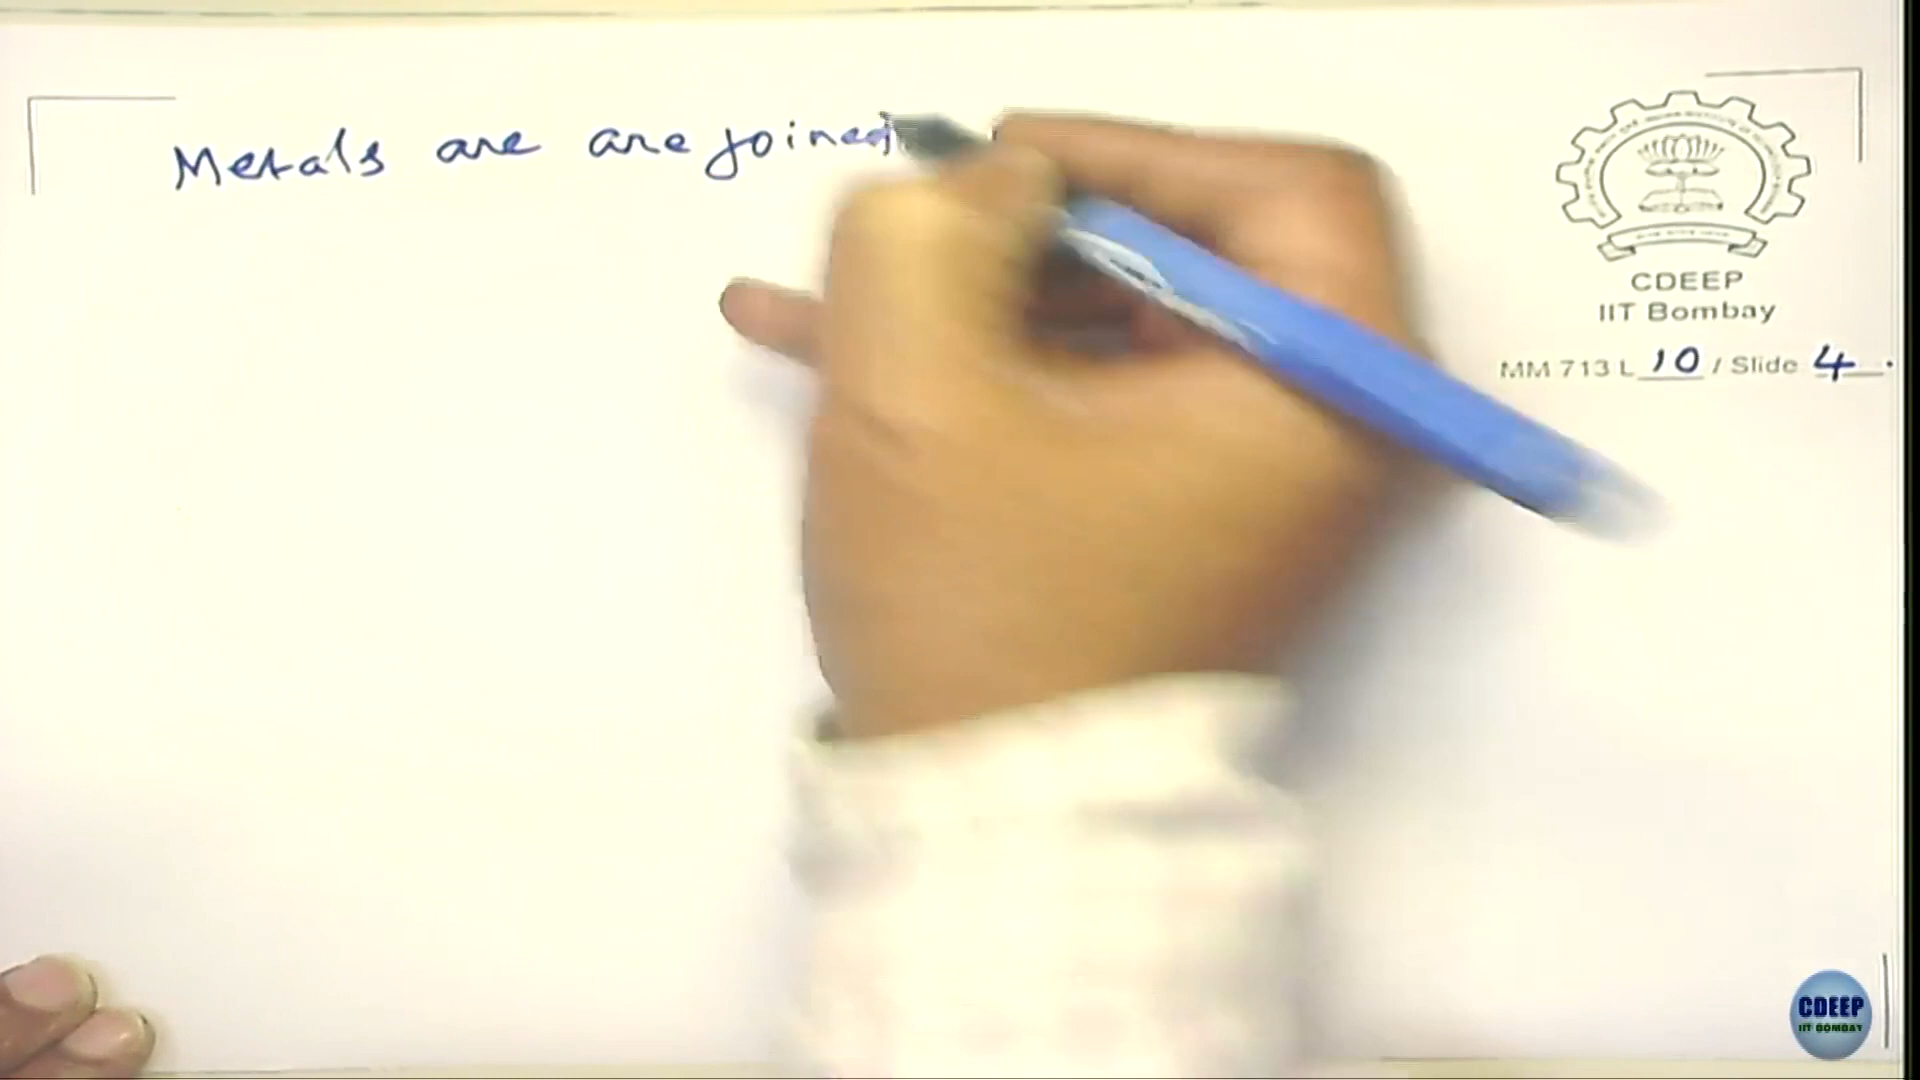 Metals are are joined
CDEEP
IIT Bombay
MM 713 L 10 / Slide 4
CDEEP
IIT BOMBAY